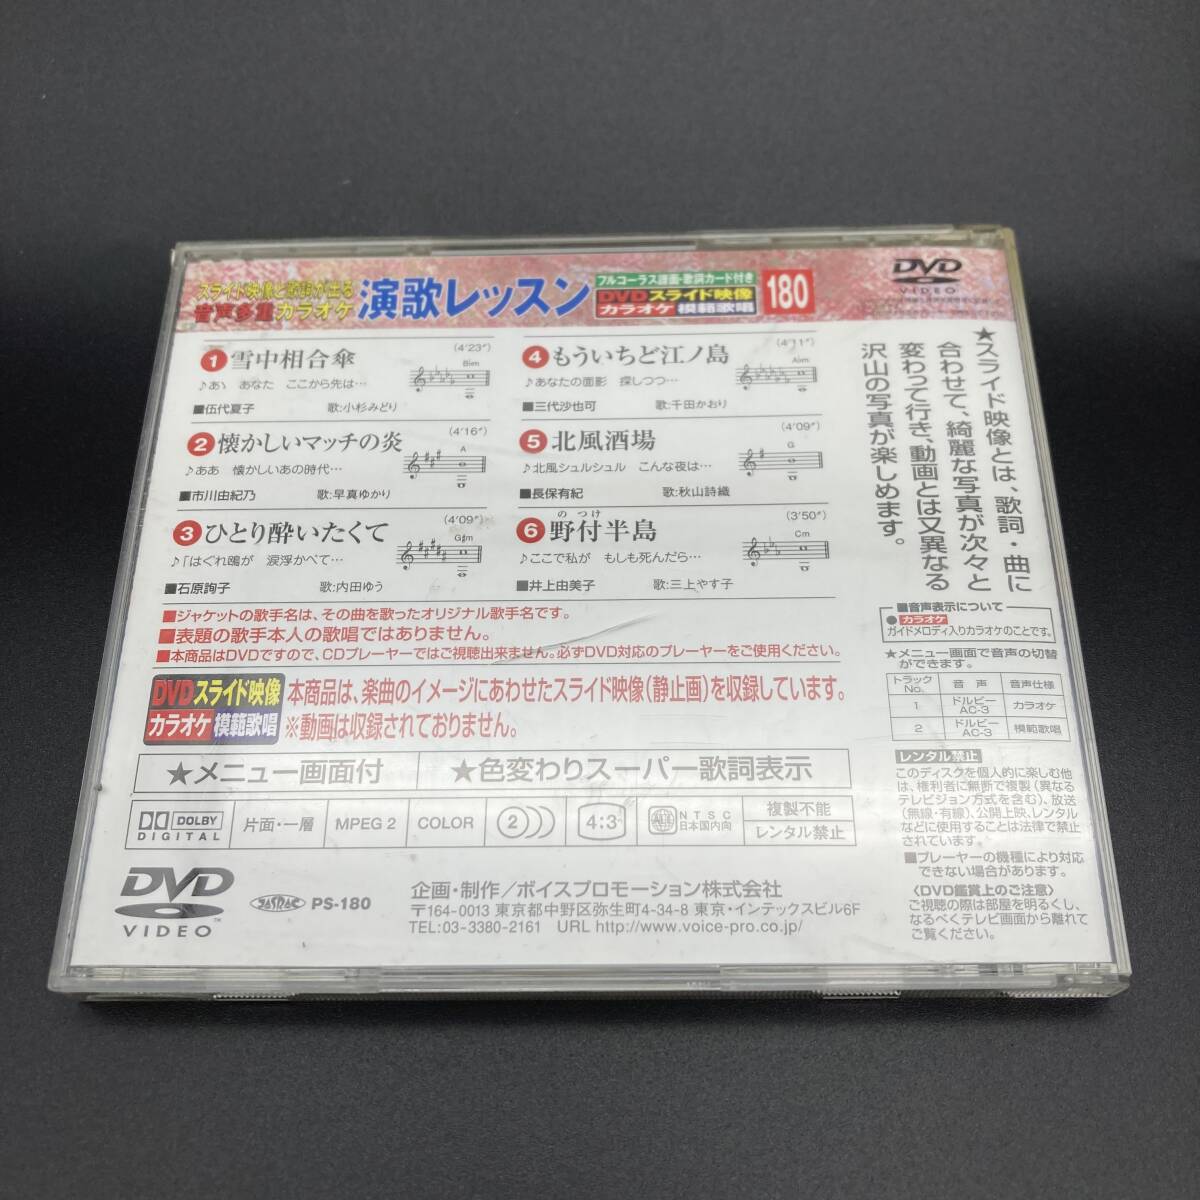 スライド映像と歌詞が出る
音声多重カラオケ
演歌レッスン
フルコーラス譜面・歌詞カード付き
DVDスライド映像
カラオケ 模範歌唱
180
DVD
VIDEO
1 雪中相合傘
(4'23")
Bm
♪あゝ あなた ここから先は…
■伍代夏子 歌:小杉みどり
2 懐かしいマッチの炎
(4'16")
A
♪ああ 懐かしいあの時代…
■市川由紀乃 歌:早真ゆかり
3 ひとり酔いたくて
(4'09")
G#m
♪「はぐれ鴎が 涙浮かべて…
■石原詢子 歌:内田ゆう
4 もういちど江ノ島
(4'11")
♪あなたの面影 探しつつ…
■三代沙也可 歌:千田かおり
5 北風酒場
(4'09")
G
♪北風シュルシュル こんな夜は…
■長保有紀 歌:秋山詩織
のつけ
6 野付半島
(3'50")
Cm
♪ここで私が もしも死んだら…
■井上由美子 歌:三上やす子
■ジャケットの歌手名は、その曲を歌ったオリジナル歌手名です。
■表題の歌手本人の歌唱ではありません。
■本商品はDVDですので、CDプレーヤーではご視聴出来ません。必ずDVD対応のプレーヤーをご使用ください。
DVDスライド映像
カラオケ 模範歌唱
本商品は、楽曲のイメージにあわせたスライド映像(静止画)を収録しています。
※動画は収録されておりません。
★メニュー画面付
★色変わりスーパー歌詞表示
DOLBY
DIGITAL
片面・一層
MPEG 2
COLOR
2
4:3
ALL
NTSC
日本国内向
複製不能
レンタル禁止
DVD
VIDEO
JASRAC
PS-180
企画・制作/ボイスプロモーション株式会社
〒164-0013 東京都中野区弥生町4-34-8 東京・インテックスビル6F
TEL:03-3380-2161 URL http://www.voice-pro.co.jp/
★スライド映像とは、歌詞・曲に
合わせて、綺麗な写真が次々と
変わって行き、動画とは又異なる
沢山の写真が楽しめます。
■音声表示について
●カラオケ
ガイドメロディ入りカラオケのことです。
★メニュー画面で音声の切替
ができます。
トラックNo. 音声 音声仕様
1 ドルビーAC-3 カラオケ
2 ドルビーAC-3 模範歌唱
レンタル禁止
このディスクを個人的に楽しむ他
は、権利者に無断で複製(異なる
テレビジョン方式を含む)、放送
(無線・有線)、公開上映、レンタル
などに使用することは法律で禁止
されています。
■プレーヤーの機種により対応
できない場合があります。
〈DVD鑑賞上のご注意〉
ご視聴の際は部屋を明るくし、
なるべくテレビ画面から離れて
ご覧ください。